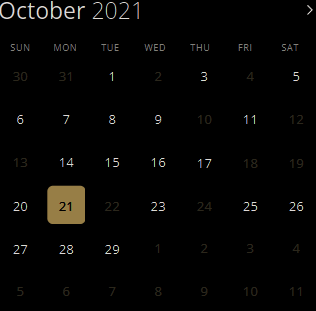 October 2021
SUN MON TUE WED THU FRI SAT
30 31 1 2 3 4 5
6 7 8 9 10 11 12
13 14 15 16 17 18 19
20 21 22 23 24 25 26
27 28 29 1 2 3 4
5 6 7 8 9 10 11